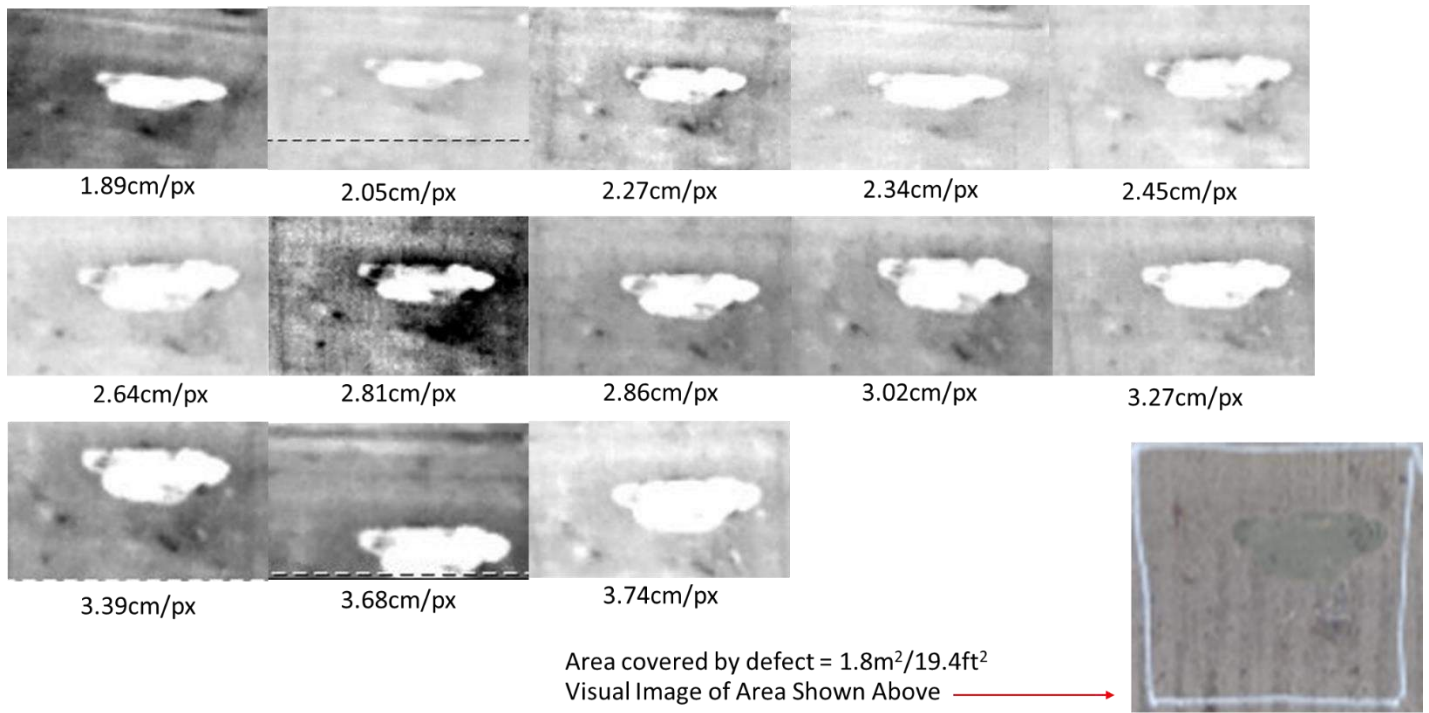 1.89cm/px
2.05cm/px
2.27cm/px
2.34cm/px
2.45cm/px
2.64cm/px
2.81cm/px
2.86cm/px
3.02cm/px
3.27cm/px
3.39cm/px
3.68cm/px
3.74cm/px
Area covered by defect = 1.8m²/19.4ft²
Visual Image of Area Shown Above